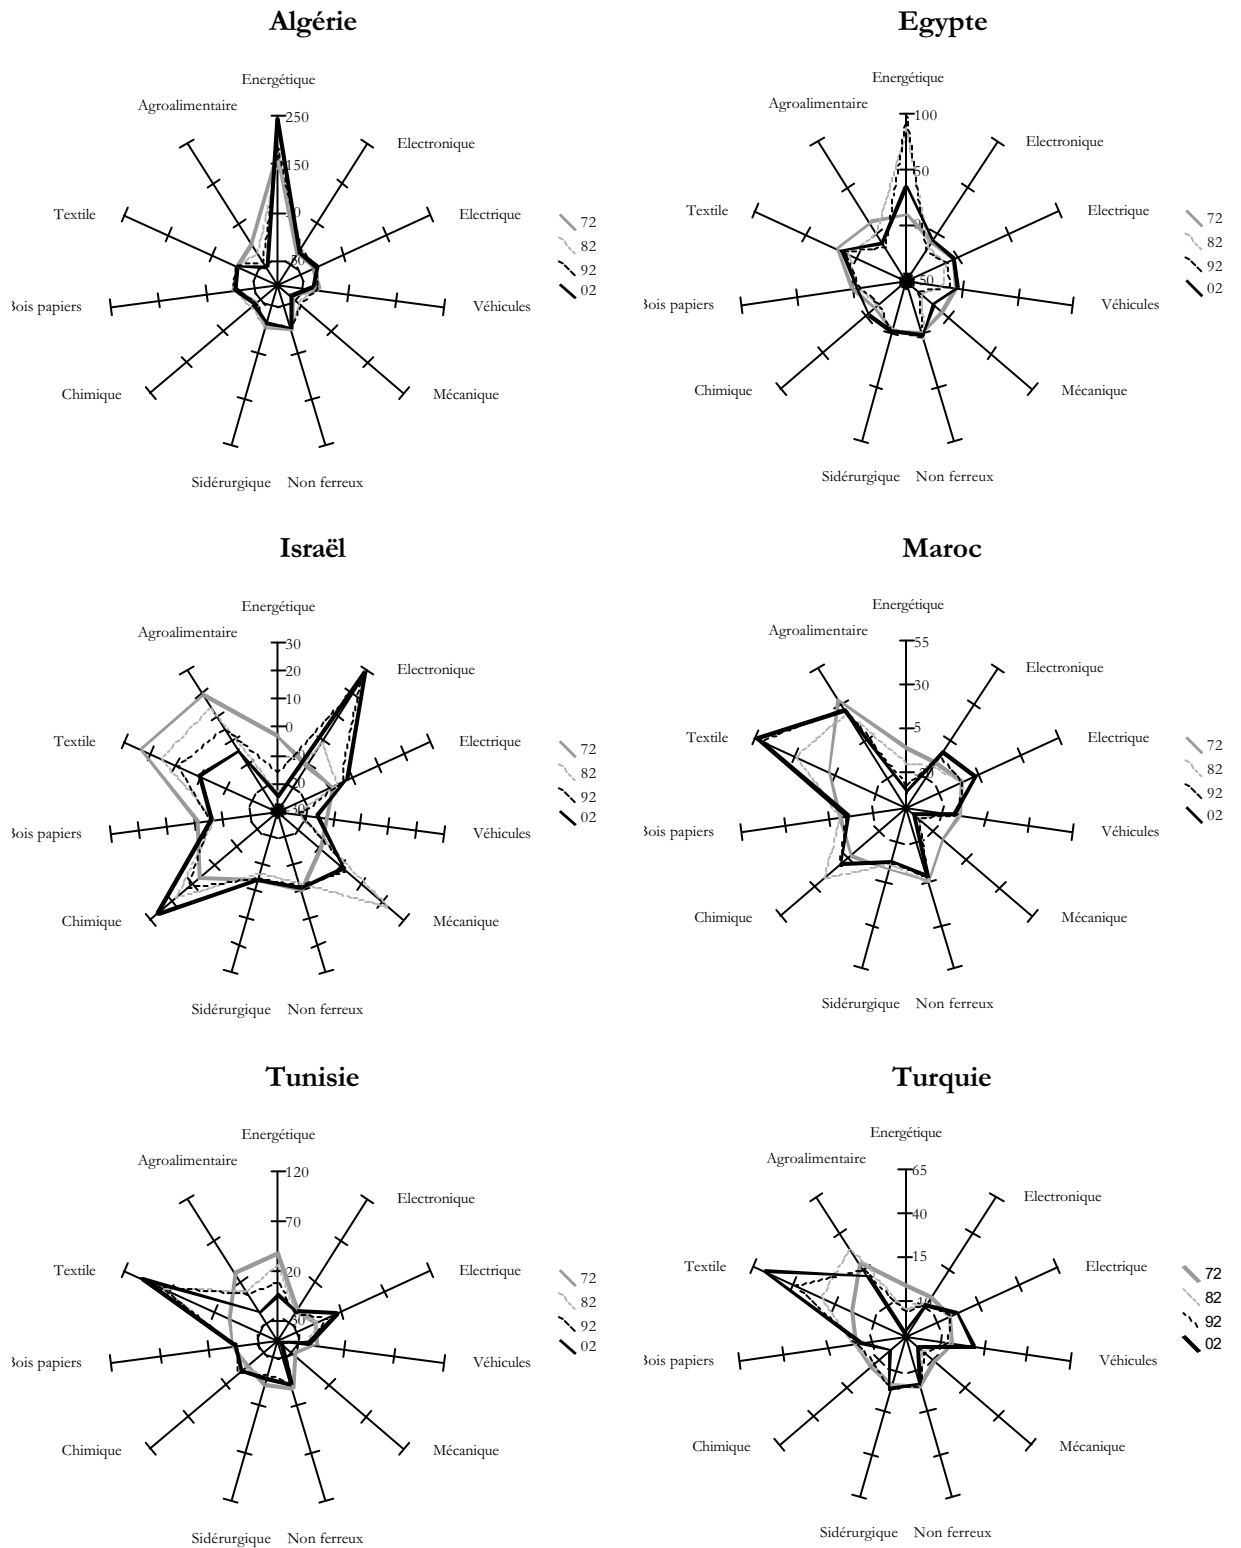 Algérie
Energétique
Agroalimentaire
250
Electronique
150
Textile
Electrique
72
82
92
02
Bois papiers
Véhicules
Chimique
Mécanique
Sidérurgique
Non ferreux
Egypte
Energétique
Agroalimentaire
100
Electronique
50
Textile
Electrique
72
82
92
02
Bois papiers
Véhicules
Chimique
Mécanique
Sidérurgique
Non ferreux
Israël
Energétique
Agroalimentaire
30
Electronique
20
10
0
Textile
Electrique
72
82
92
02
Bois papiers
Véhicules
Chimique
Mécanique
Sidérurgique
Non ferreux
Maroc
Energétique
Agroalimentaire
55
Electronique
30
5
Textile
Electrique
72
82
92
02
Bois papiers
Véhicules
Chimique
Mécanique
Sidérurgique
Non ferreux
Tunisie
Energétique
Agroalimentaire
120
Electronique
70
20
Textile
Electrique
72
82
92
02
Bois papiers
Véhicules
Chimique
Mécanique
Sidérurgique
Non ferreux
Turquie
Energétique
Agroalimentaire
65
Electronique
40
15
Textile
Electrique
72
82
92
02
Bois papiers
Véhicules
Chimique
Mécanique
Sidérurgique
Non ferreux